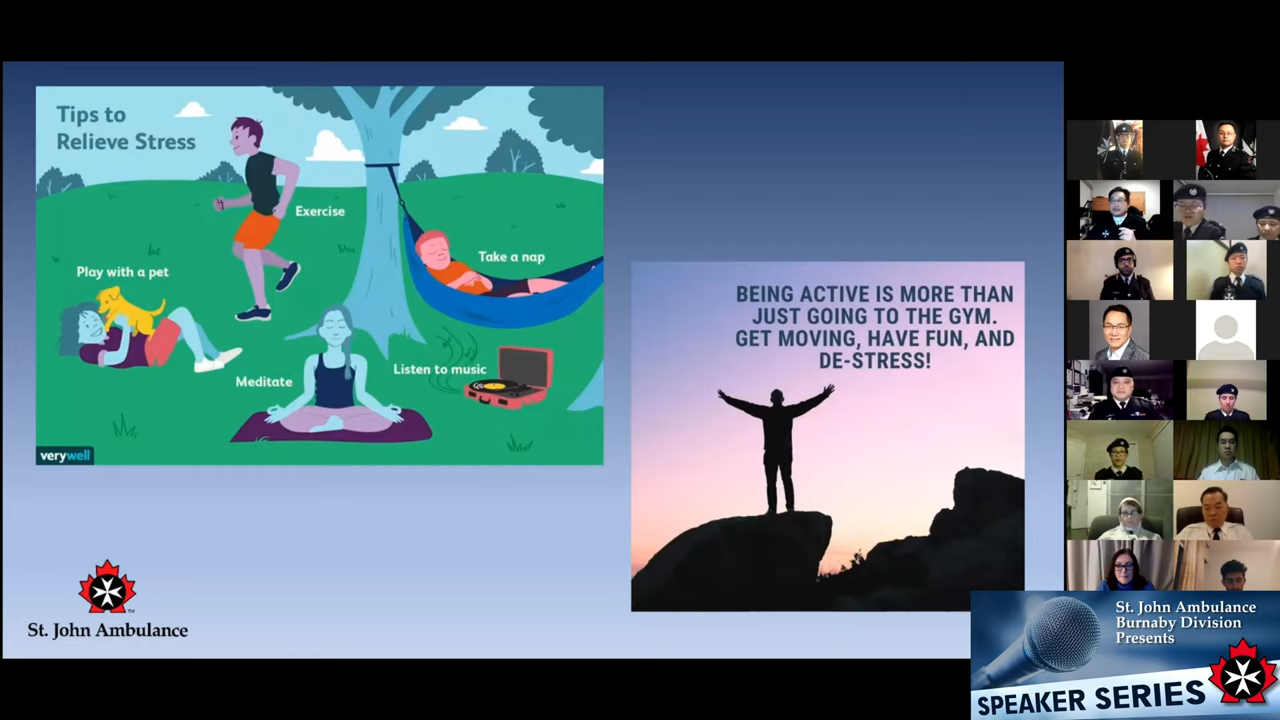 Tips to
Relieve Stress
Exercise
Take a nap
Play with a pet
Listen to music
Meditate
verywell
BEING ACTIVE IS MORE THAN
JUST GOING TO THE GYM.
GET MOVING, HAVE FUN, AND
DE-STRESS!
St. John Ambulance
TM
St. John Ambulance
Burnaby Division
Presents
SPEAKER SERIES